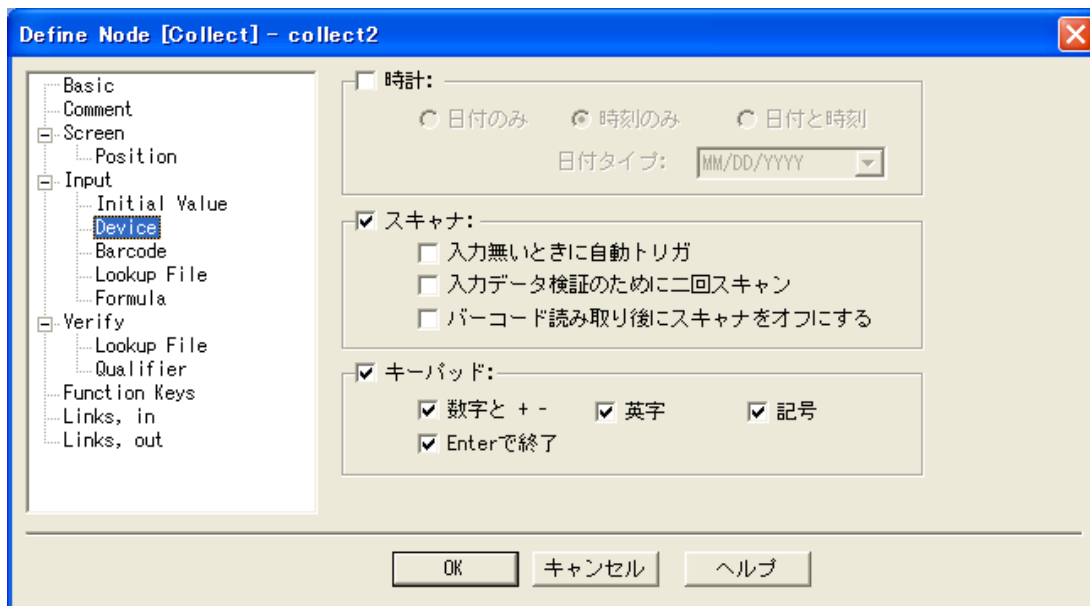 Define Node [Collect] - collect2
Basic
Comment
Screen
Position
Input
Initial Value
Device
Barcode
Lookup File
Formula
Verify
Lookup File
Qualifier
Function Keys
Links, in
Links, out
時計:
日付のみ 時刻のみ 日付と時刻
日付タイプ: MM/DD/YYYY
スキャナ:
入力無いときに自動トリガ
入力データ検証のために二回スキャン
バーコード読み取り後にスキャナをオフにする
キーパッド:
数字と + - 英字 記号
Enterで終了
OK キャンセル ヘルプ